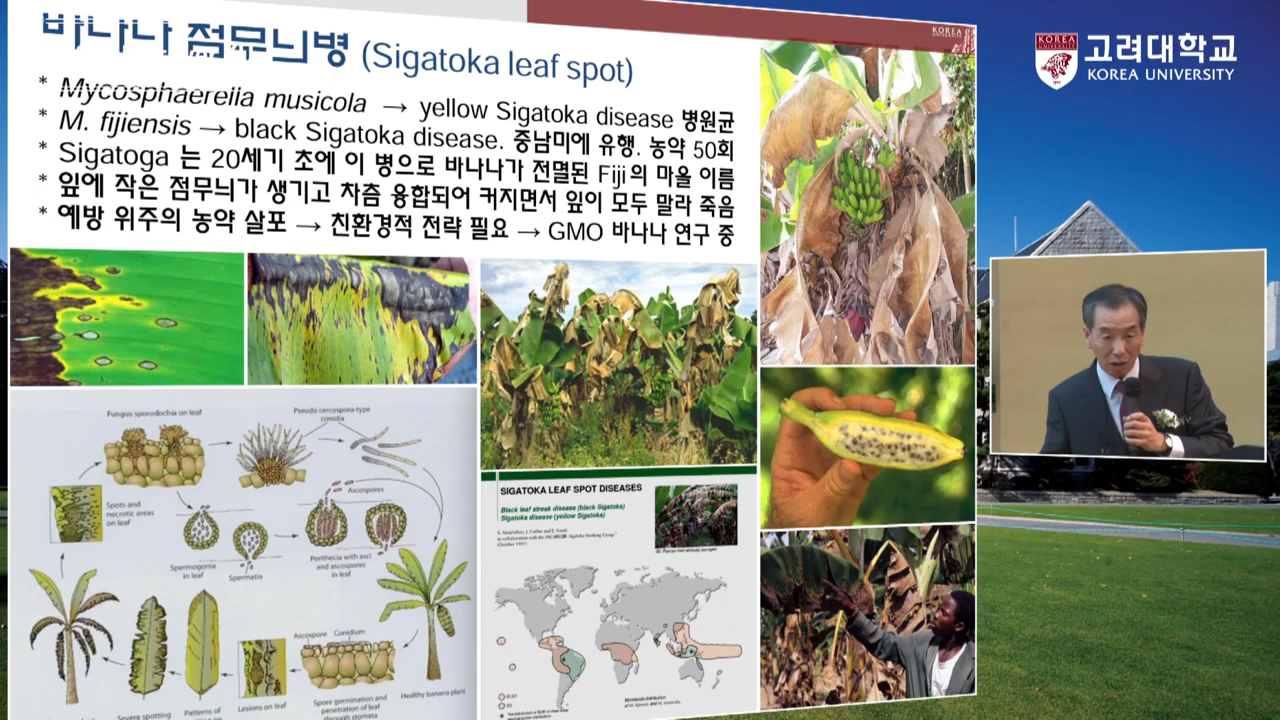 바나나 점무늬병 (Sigatoka leaf spot)
* Mycosphaerella musicola → yellow Sigatoka disease 병원균
* M. fijiensis → black Sigatoka disease. 중남미에 유행. 농약 50회
* Sigatoga 는 20세기 초에 이 병으로 바나나가 전멸된 Fiji의 마을 이름
* 잎에 작은 점무늬가 생기고 차츰 융합되어 커지면서 잎이 모두 말라 죽음
* 예방 위주의 농약 살포 → 친환경적 전략 필요 → GMO 바나나 연구 중
KOREA
UNIVERSITY
KOREA
고려대학교
KOREA UNIVERSITY
Fungus sporodochia on leaf
Pseudo cercospora-type
conidia
Ascospores
Spots and
necrotic areas
on leaf
Spermogonia
in leaf
Spermatia
Perithecia with asci
and ascospores
in leaf
Ascospore
Conidium
Healthy banana plant
Severe spotting
Patterns of
Lesions on leaf
Spore germination and
penetration of leaf
through stomata
SIGATOKA LEAF SPOT DISEASES
Black leaf streak disease (black Sigatoka)
Sigatoka disease (yellow Sigatoka)
(October 1997)